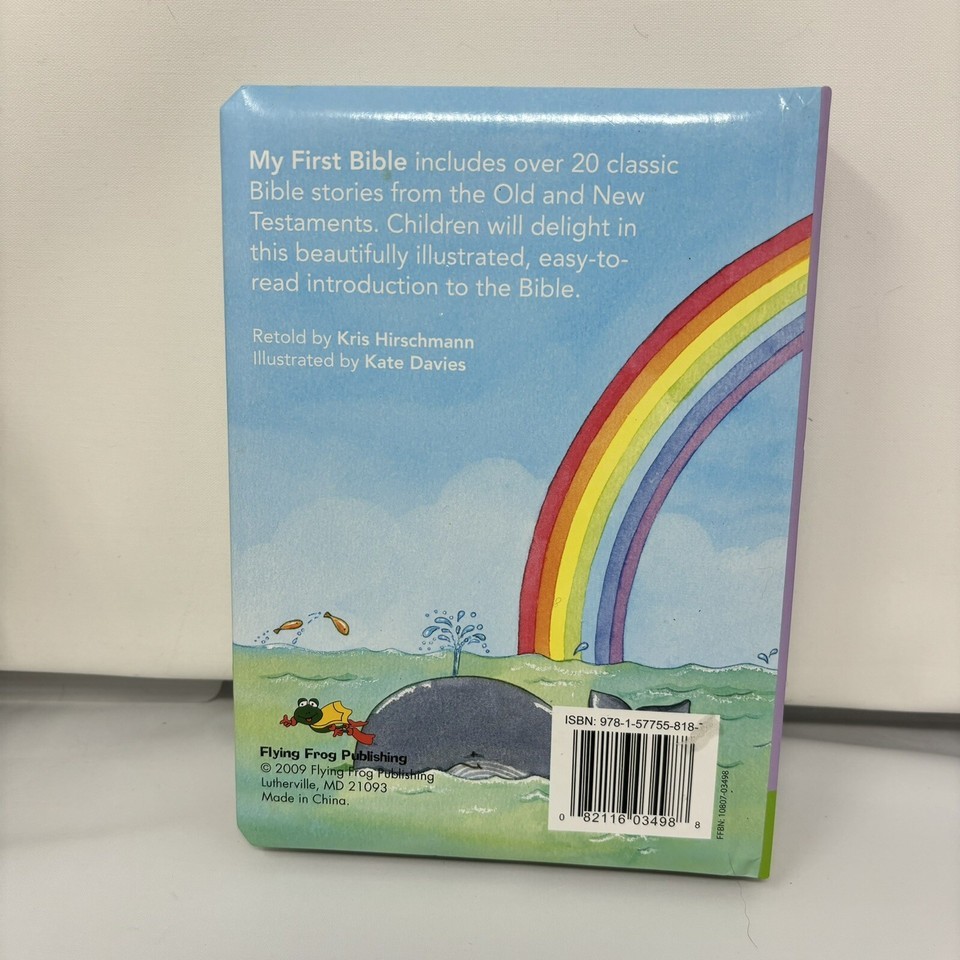 My First Bible includes over 20 classic
Bible stories from the Old and New
Testaments. Children will delight in
this beautifully illustrated, easy-to-
read introduction to the Bible.
Retold by Kris Hirschmann
Illustrated by Kate Davies
Flying Frog Publishing
© 2009 Flying Frog Publishing
Lutherville, MD 21093
Made in China.
ISBN: 978-1-57755-818-
0 82116 03498 8
FFBN: 10807-03498